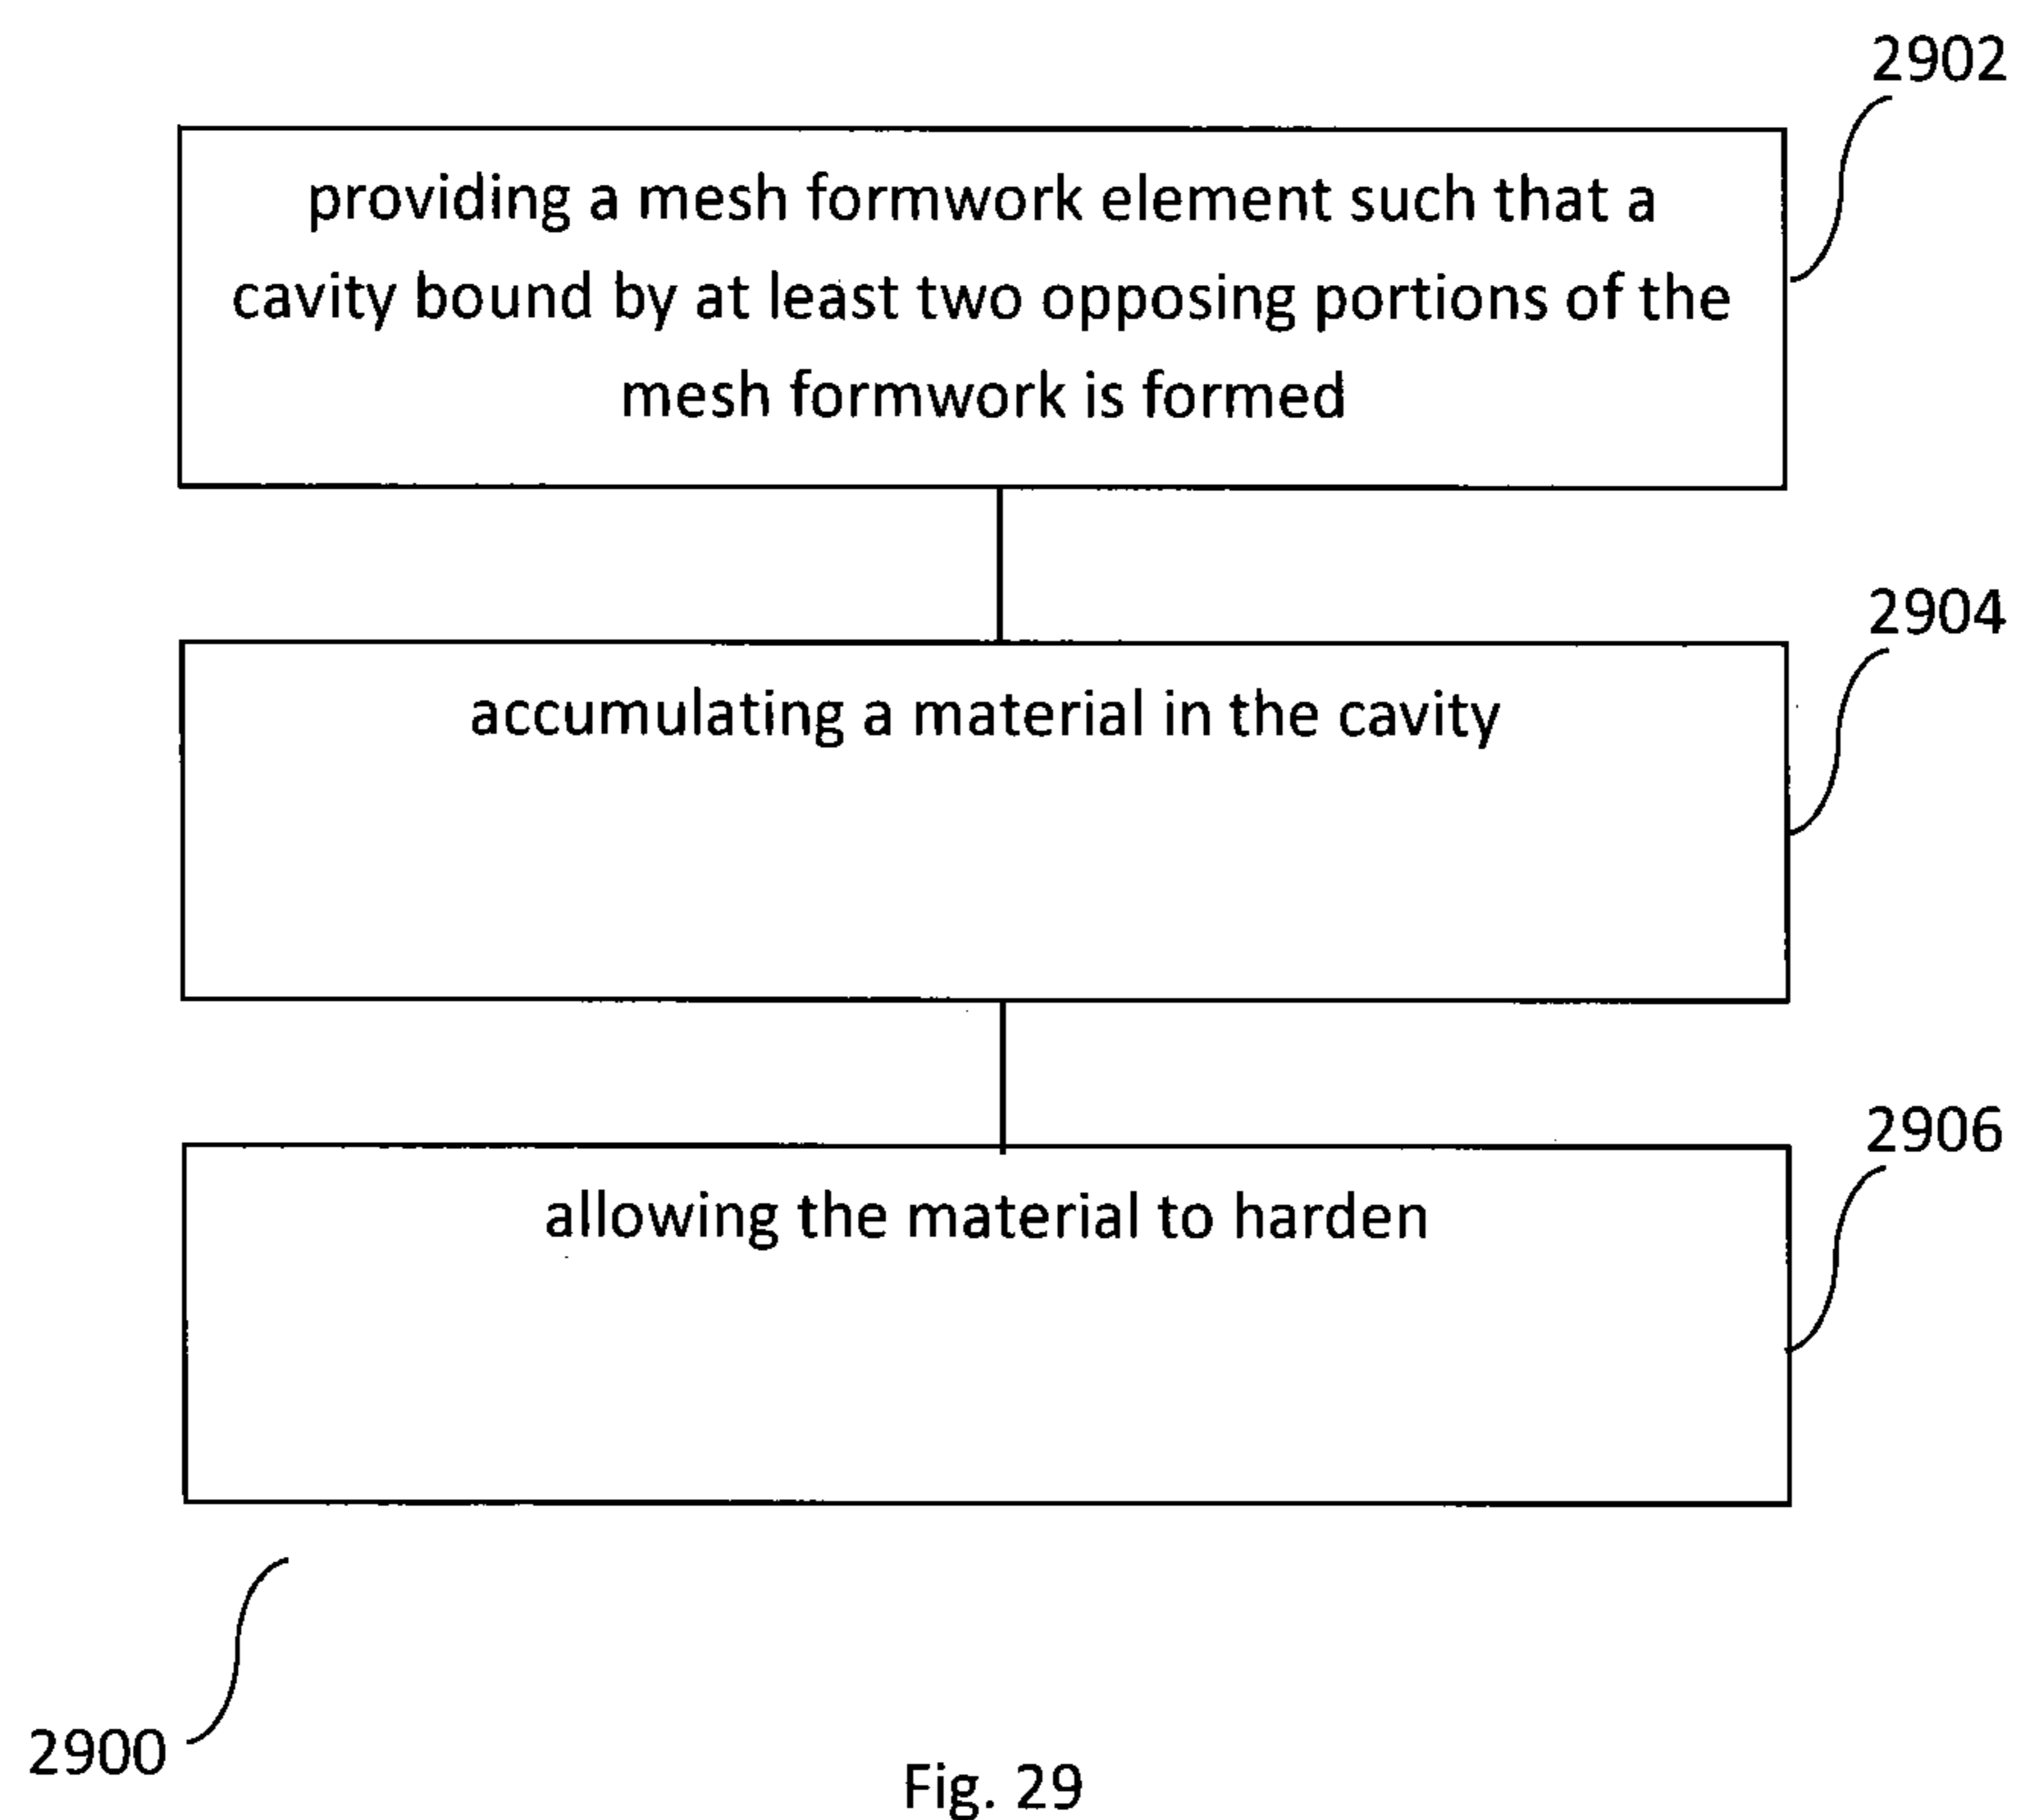 2902
providing a mesh formwork element such that a
cavity bound by at least two opposing portions of the
mesh formwork is formed
2904
accumulating a material in the cavity
2906
allowing the material to harden
2900
Fig. 29